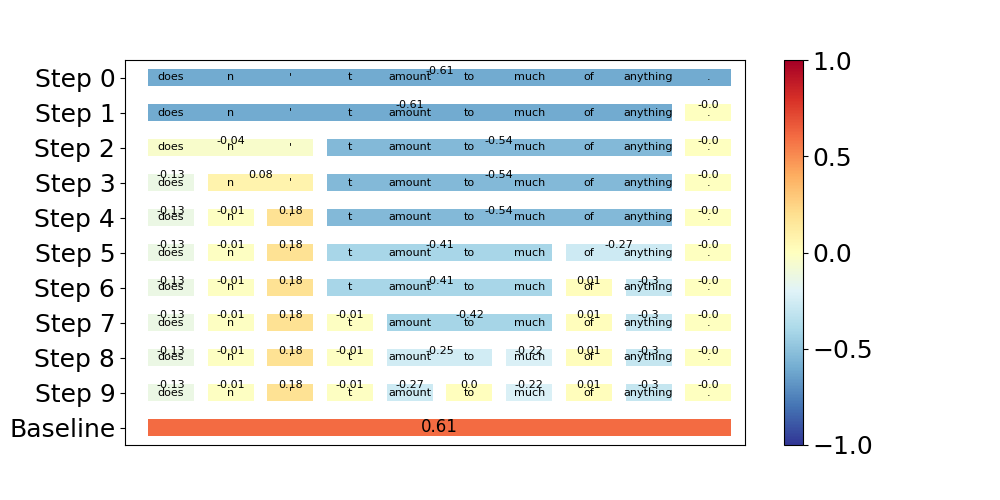 Step 0 does n ' t amount to much of anything . -0.61
Step 1 does n ' t amount to much of anything . -0.61 -0.0
Step 2 does n ' t amount to much of anything . -0.04 -0.54 -0.0
Step 3 does n ' t amount to much of anything . -0.13 0.08 -0.54 -0.0
Step 4 does n ' t amount to much of anything . -0.13 -0.01 0.18 -0.54 -0.0
Step 5 does n ' t amount to much of anything . -0.13 -0.01 0.18 -0.41 -0.27 -0.0
Step 6 does n ' t amount to much of anything . -0.13 -0.01 0.18 -0.41 0.01 -0.3 -0.0
Step 7 does n ' t amount to much of anything . -0.13 -0.01 0.18 -0.01 -0.42 0.01 -0.3 -0.0
Step 8 does n ' t amount to much of anything . -0.13 -0.01 0.18 -0.01 -0.25 -0.22 0.01 -0.3 -0.0
Step 9 does n ' t amount to much of anything . -0.13 -0.01 0.18 -0.01 -0.27 0.0 -0.22 0.01 -0.3 -0.0
Baseline 0.61
1.0
0.5
0.0
−0.5
−1.0